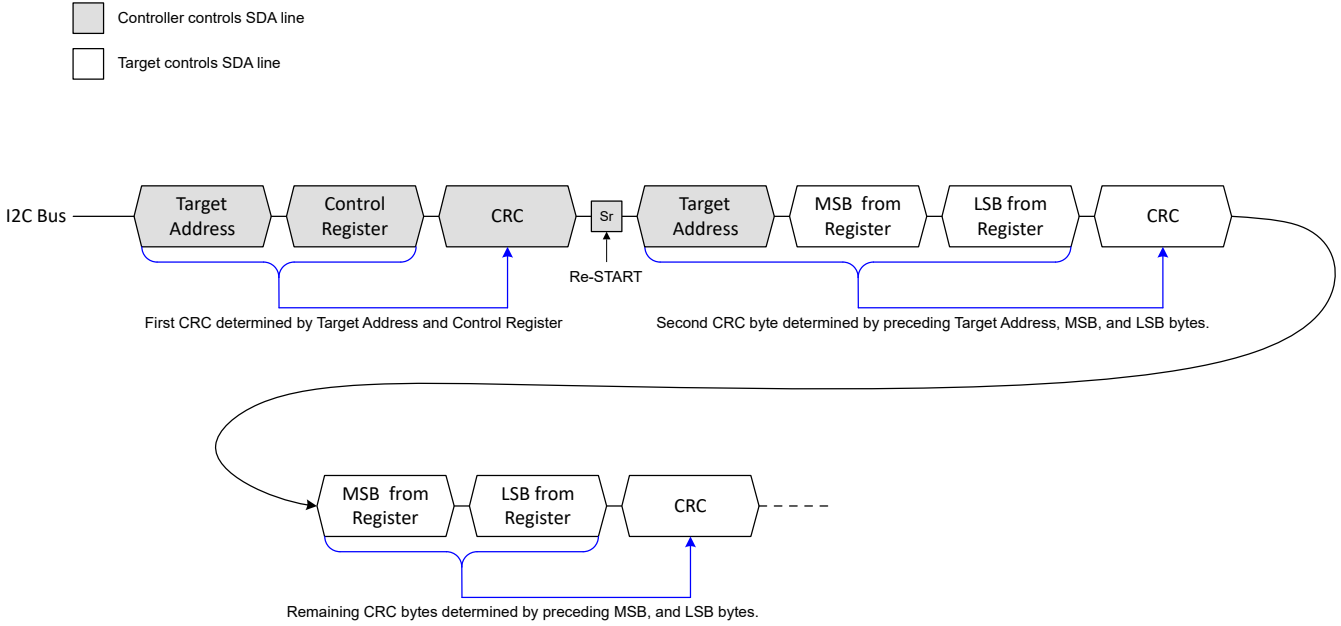 Controller controls SDA line
Target controls SDA line
I2C Bus
Target
Address
Control
Register
CRC
Sr
Re-START
Target
Address
MSB from
Register
LSB from
Register
CRC
First CRC determined by Target Address and Control Register
Second CRC byte determined by preceding Target Address, MSB, and LSB bytes.
MSB from
Register
LSB from
Register
CRC
Remaining CRC bytes determined by preceding MSB, and LSB bytes.